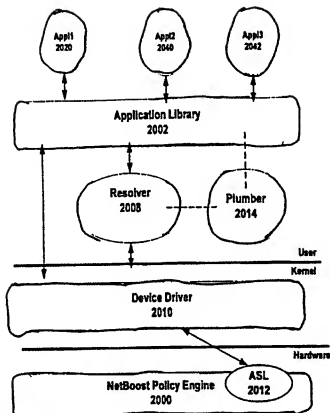 Appl1
2020
Appl2
2040
Appl3
2042
Application Library
2002
Resolver
2008
Plumber
2014
User
Kernel
Device Driver
2010
Hardware
ASL
2012
NetBoost Policy Engine
2000